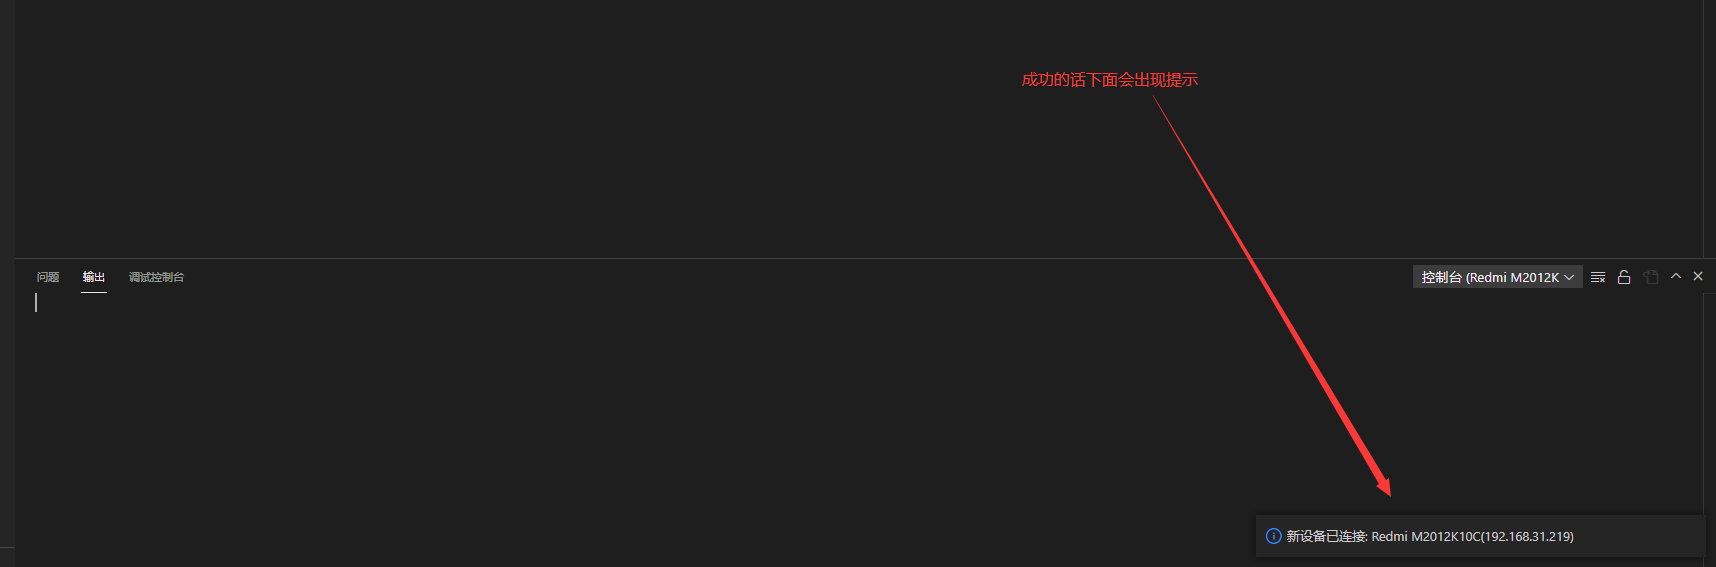 成功的话下面会出现提示
问题 输出 调试控制台 控制台 (Redmi M2012K
新设备已连接: Redmi M2012K10C(192.168.31.219)